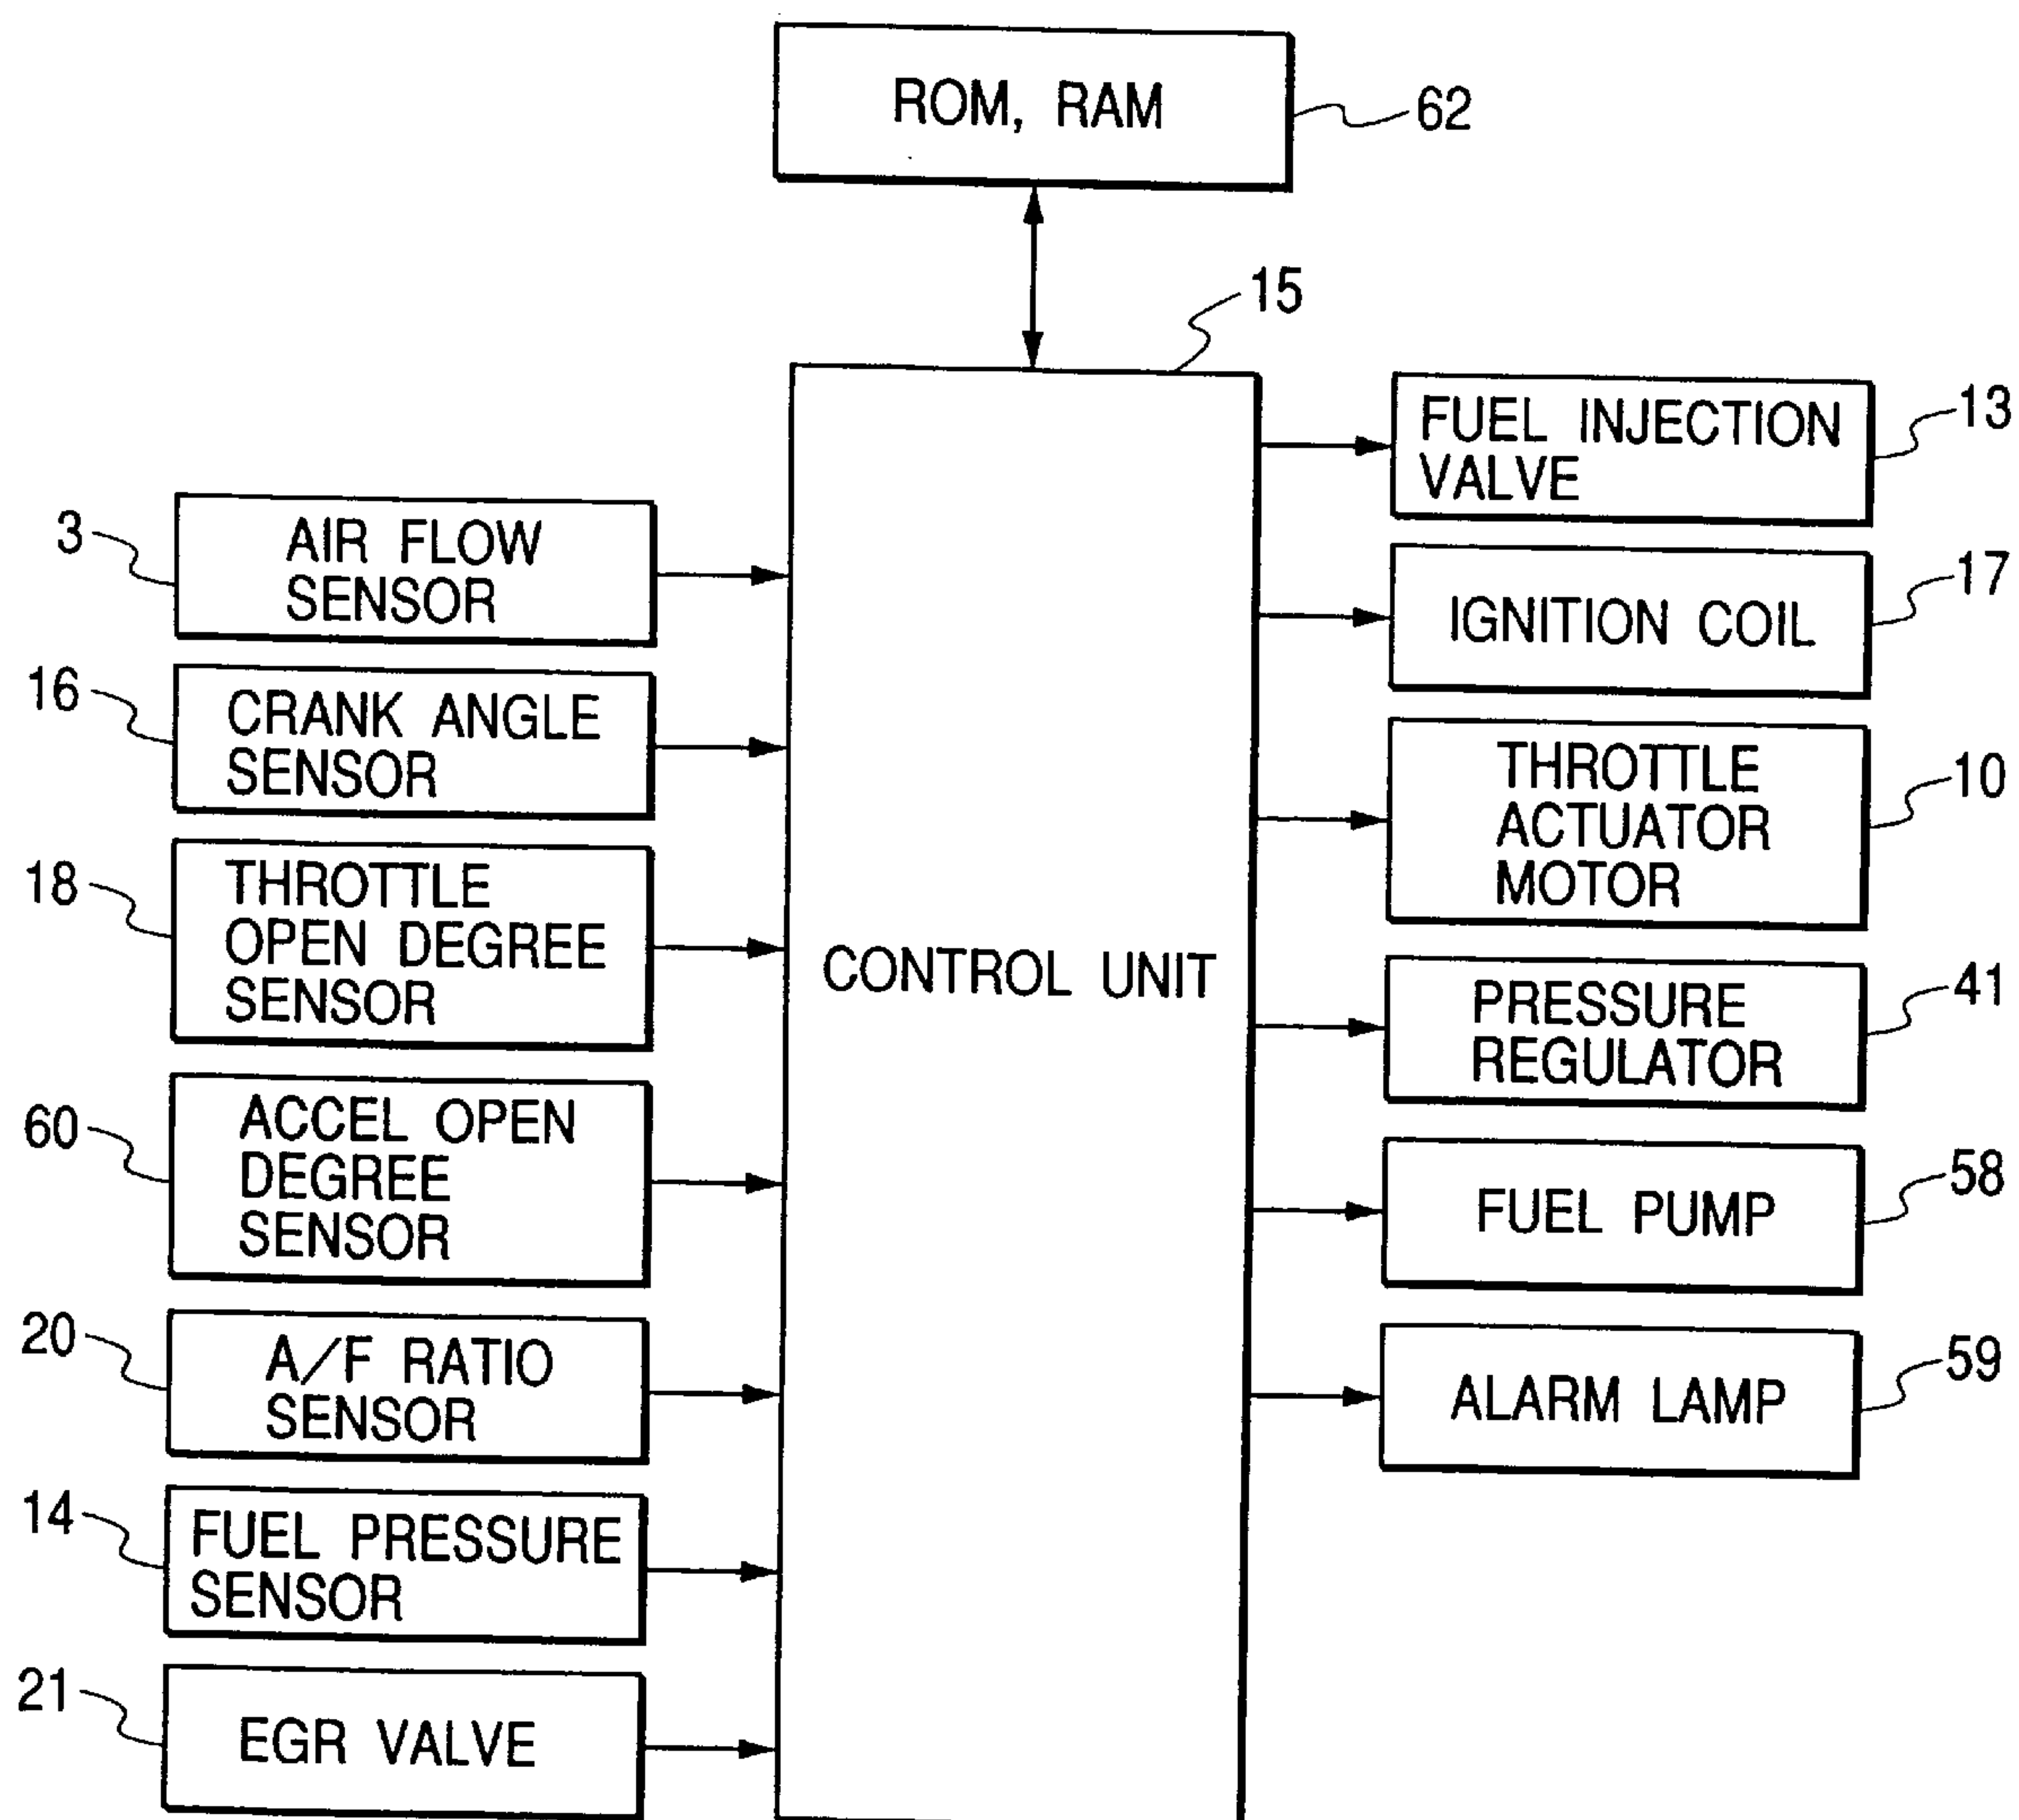 ROM, RAM
62
15
3
AIR FLOW
SENSOR
16
CRANK ANGLE
SENSOR
18
THROTTLE
OPEN DEGREE
SENSOR
60
ACCEL OPEN
DEGREE
SENSOR
20
A/F RATIO
SENSOR
14
FUEL PRESSURE
SENSOR
21
EGR VALVE
CONTROL UNIT
FUEL INJECTION
VALVE
13
IGNITION COIL
17
THROTTLE
ACTUATOR
MOTOR
10
PRESSURE
REGULATOR
41
FUEL PUMP
58
ALARM LAMP
59